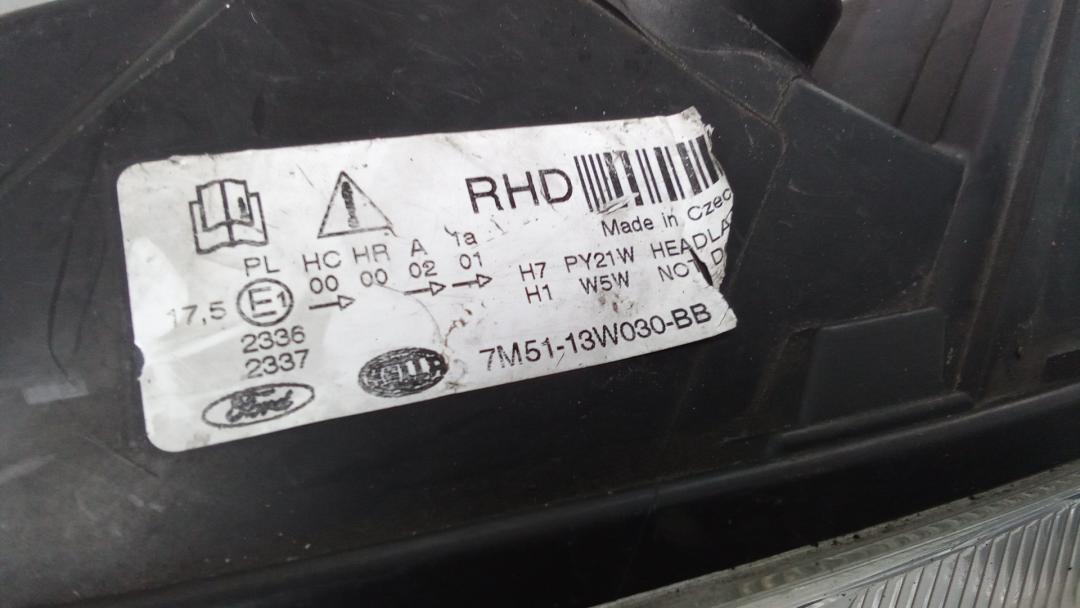 RHD
Made in Czec
PL HC HR A 1a
17,5 E1 00 00 02 01
H7 PY21W HEADLA
H1 W5W NOT D
2336
2337
7M51-13W030-BB
Ford
HELLA